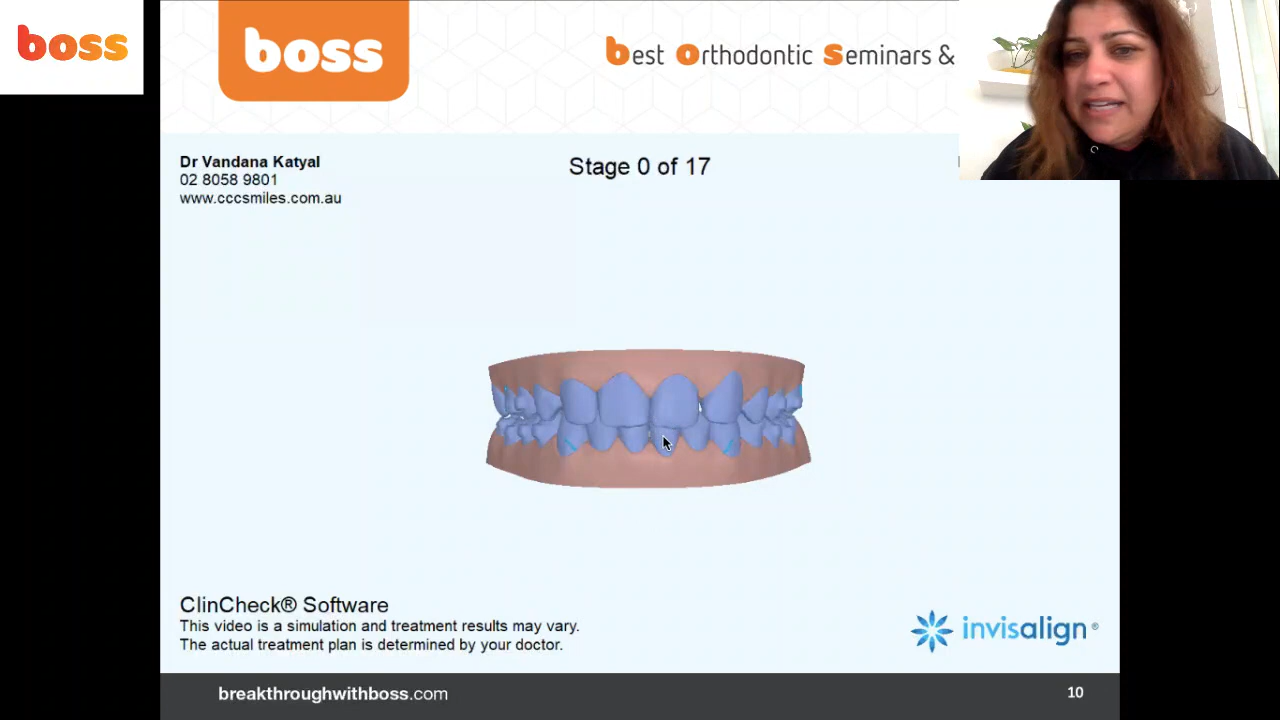 boss
boss
best orthodontic seminars &
Dr Vandana Katyal
02 8058 9801
www.cccsmiles.com.au
Stage 0 of 17
ClinCheck® Software
This video is a simulation and treatment results may vary.
The actual treatment plan is determined by your doctor.
invisalign®
breakthroughwithboss.com
10